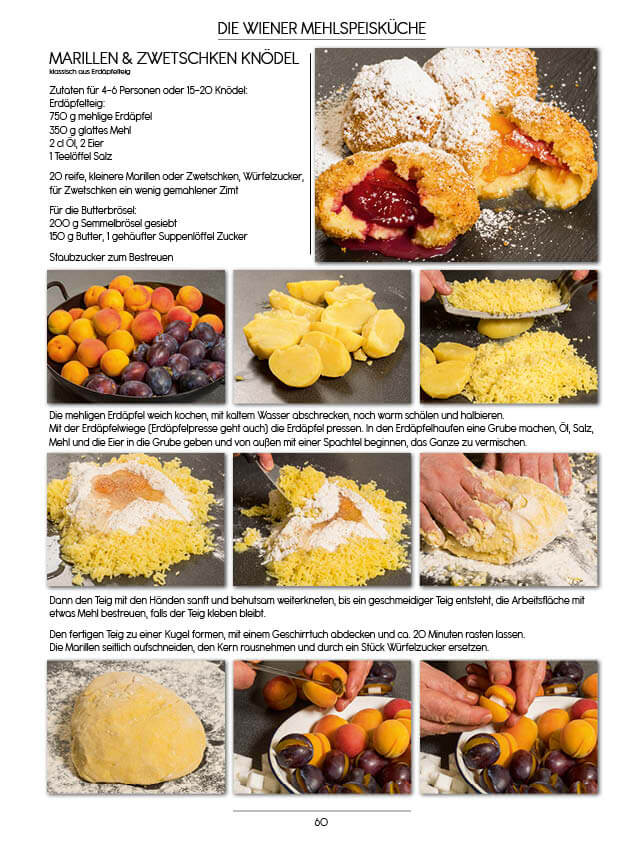 DIE WIENER MEHLSPEISKÜCHE
MARILLEN & ZWETSCHKEN KNÖDEL
klassisch aus Erdäpfelteig
Zutaten für 4–6 Personen oder 15–20 Knödel:
Erdäpfelteig:
750 g mehlige Erdäpfel
350 g glattes Mehl
2 cl Öl, 2 Eier
1 Teelöffel Salz
20 reife, kleinere Marillen oder Zwetschken, Würfelzucker,
für Zwetschken ein wenig gemahlener Zimt
Für die Butterbrösel:
200 g Semmelbrösel gesiebt
150 g Butter, 1 gehäufter Suppenlöffel Zucker
Staubzucker zum Bestreuen
Die mehligen Erdäpfel weich kochen, mit kaltem Wasser abschrecken, noch warm schälen und halbieren.
Mit der Erdäpfelwiege (Erdäpfelpresse geht auch) die Erdäpfel pressen. In den Erdäpfelhaufen eine Grube machen, Öl, Salz,
Mehl und die Eier in die Grube geben und von außen mit einer Spachtel beginnen, das Ganze zu vermischen.
Dann den Teig mit den Händen sanft und behutsam weiterkneten, bis ein geschmeidiger Teig entsteht, die Arbeitsfläche mit
etwas Mehl bestreuen, falls der Teig kleben bleibt.
Den fertigen Teig zu einer Kugel formen, mit einem Geschirrtuch abdecken und ca. 20 Minuten rasten lassen.
Die Marillen seitlich aufschneiden, den Kern rausnehmen und durch ein Stück Würfelzucker ersetzen.
60